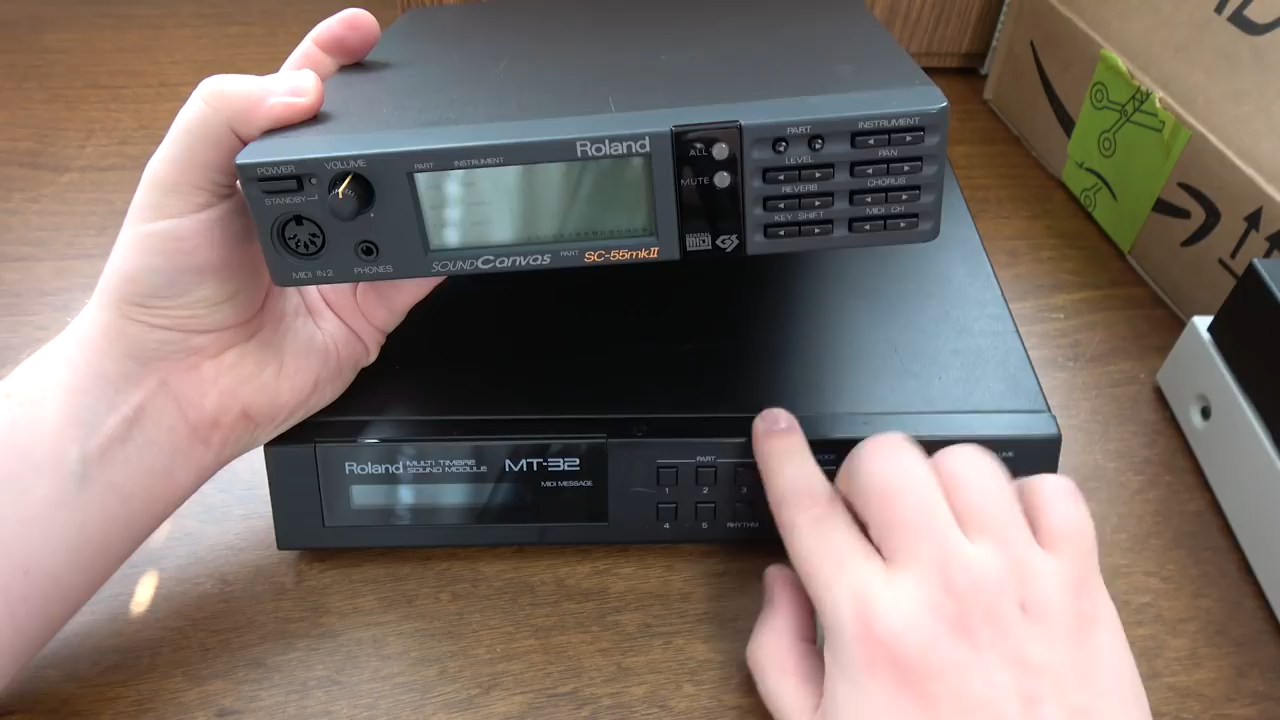 POWER
VOLUME
STANDBY
MIDI IN 2
PHONES
PART INSTRUMENT
Roland
SOUND Canvas
PART
SC-55mkII
ALL
MUTE
GENERAL
MIDI
GS
PART
LEVEL
REVERB
KEY SHIFT
INSTRUMENT
PAN
CHORUS
MIDI CH
Roland
MULTI TIMBRE
SOUND MODULE
MT-32
MIDI MESSAGE
PART
1 2 3
4 5 RHYTHM